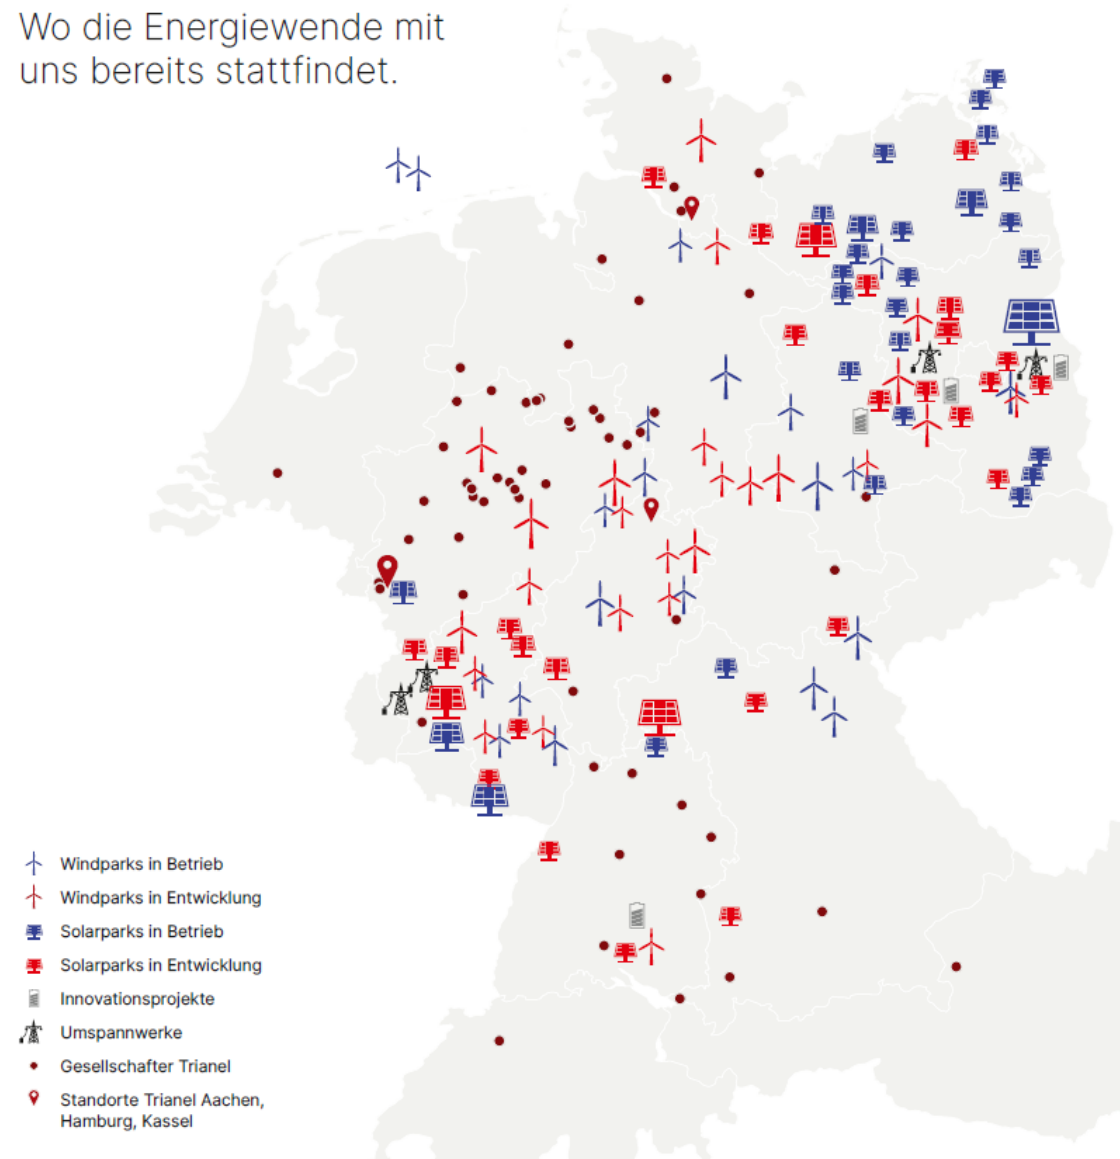 Wo die Energiewende mit
uns bereits stattfindet.
Windparks in Betrieb
Windparks in Entwicklung
Solarparks in Betrieb
Solarparks in Entwicklung
Innovationsprojekte
Umspannwerke
Gesellschafter Trianel
Standorte Trianel Aachen,
Hamburg, Kassel